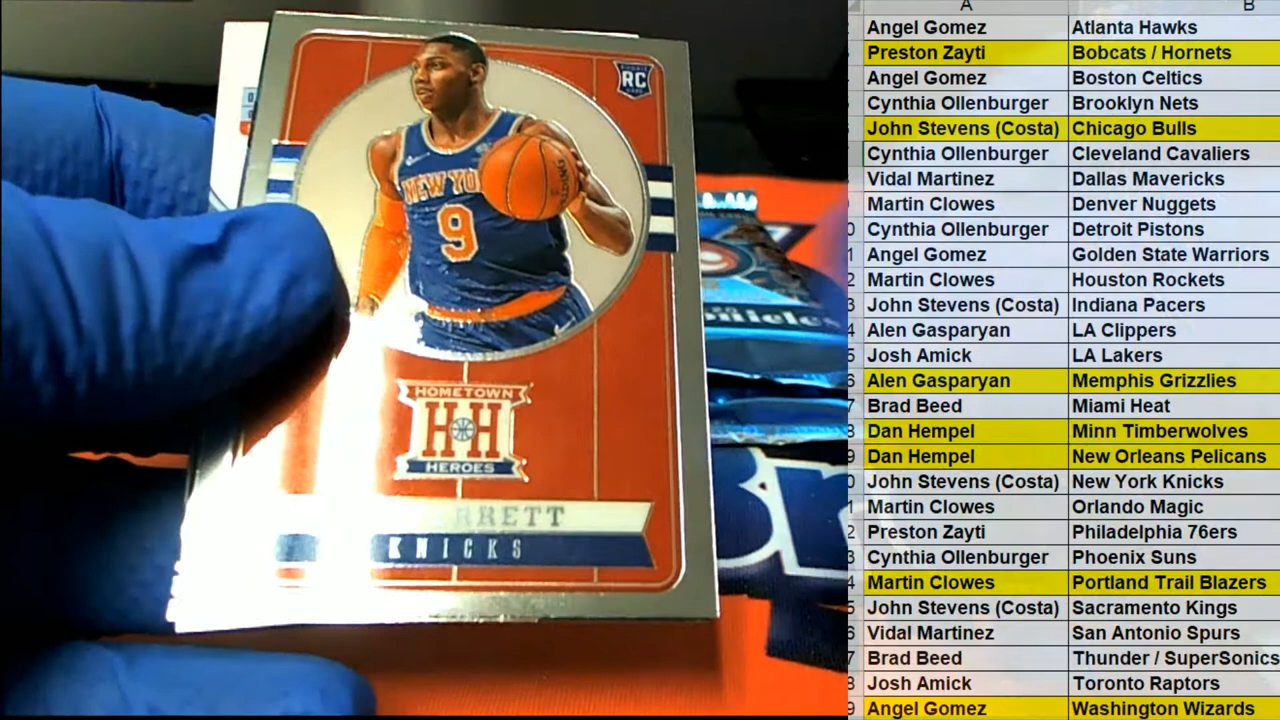 RC
NEW YO
9
HOMETOWN
HH
HEROES
RRETT
KNICKS
A B
Angel Gomez Atlanta Hawks
Preston Zayti Bobcats / Hornets
Angel Gomez Boston Celtics
Cynthia Ollenburger Brooklyn Nets
John Stevens (Costa) Chicago Bulls
Cynthia Ollenburger Cleveland Cavaliers
Vidal Martinez Dallas Mavericks
Martin Clowes Denver Nuggets
Cynthia Ollenburger Detroit Pistons
Angel Gomez Golden State Warriors
Martin Clowes Houston Rockets
John Stevens (Costa) Indiana Pacers
Alen Gasparyan LA Clippers
Josh Amick LA Lakers
Alen Gasparyan Memphis Grizzlies
Brad Beed Miami Heat
Dan Hempel Minn Timberwolves
Dan Hempel New Orleans Pelicans
John Stevens (Costa) New York Knicks
Martin Clowes Orlando Magic
Preston Zayti Philadelphia 76ers
Cynthia Ollenburger Phoenix Suns
Martin Clowes Portland Trail Blazers
John Stevens (Costa) Sacramento Kings
Vidal Martinez San Antonio Spurs
Brad Beed Thunder / SuperSonics
Josh Amick Toronto Raptors
Angel Gomez Washington Wizards